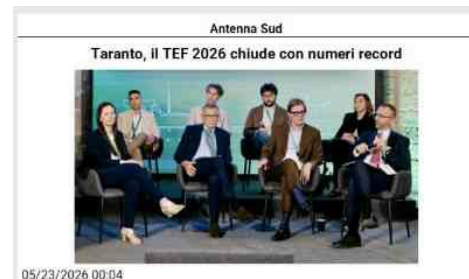 Antenna Sud
Taranto, il TEF 2026 chiude con numeri record
05/23/2026 00:04